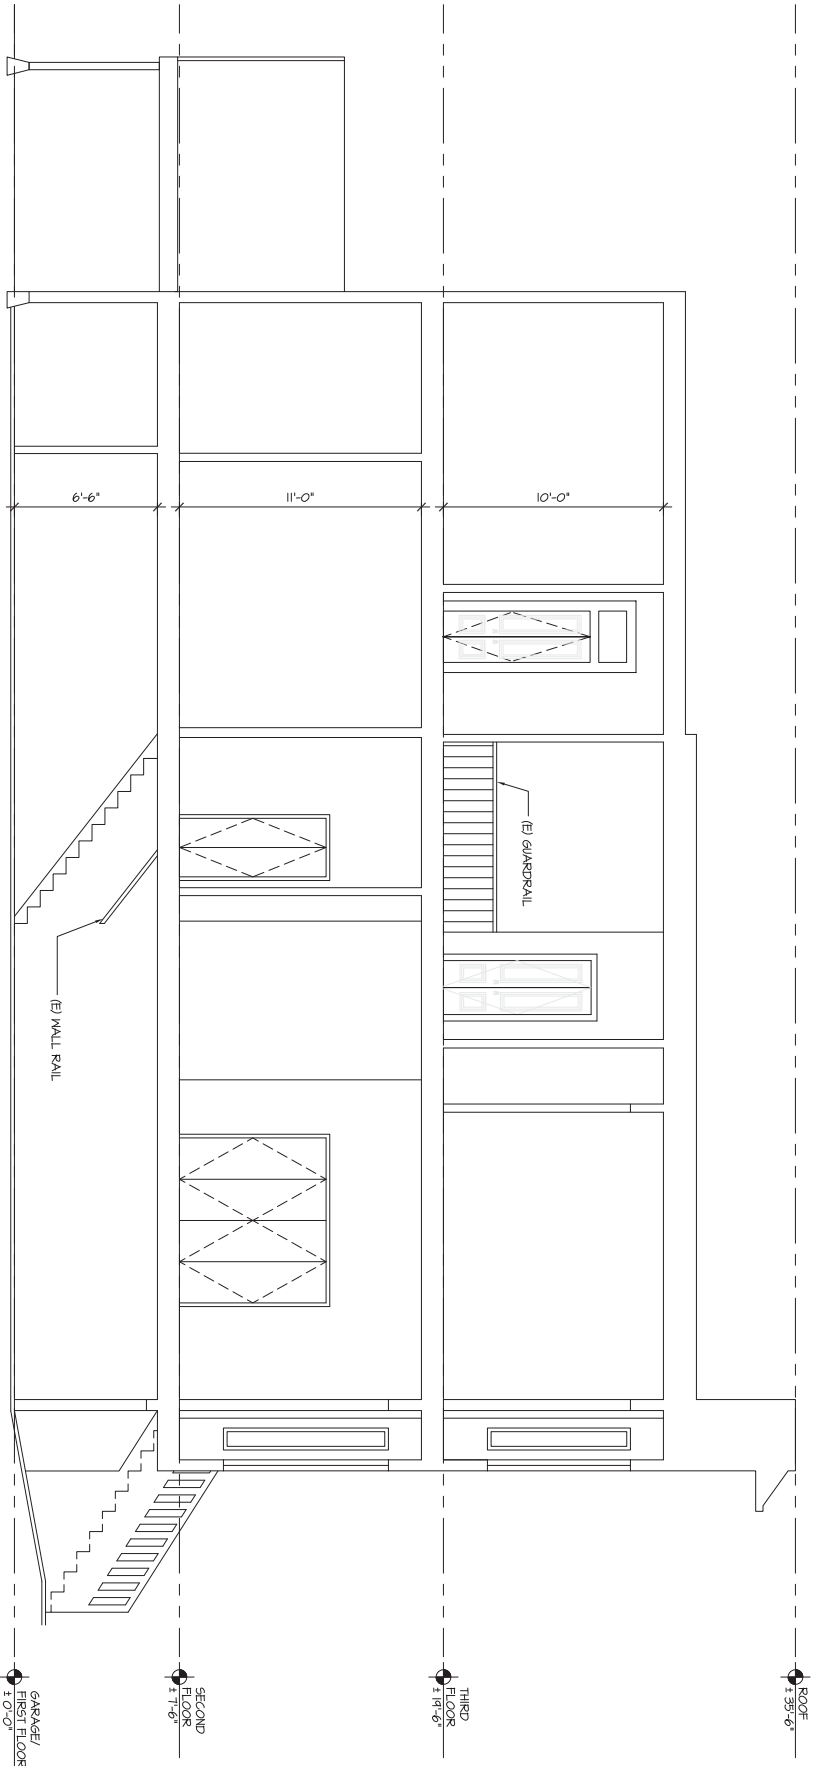 ROOF
± 35'-6"
THIRD
FLOOR
± 19'-6"
SECOND
FLOOR
± 7'-6"
GARAGE/
FIRST FLOOR
± 0'-0"
10'-0"
11'-0"
6'-6"
(E) GUARDRAIL
(E) WALL RAIL